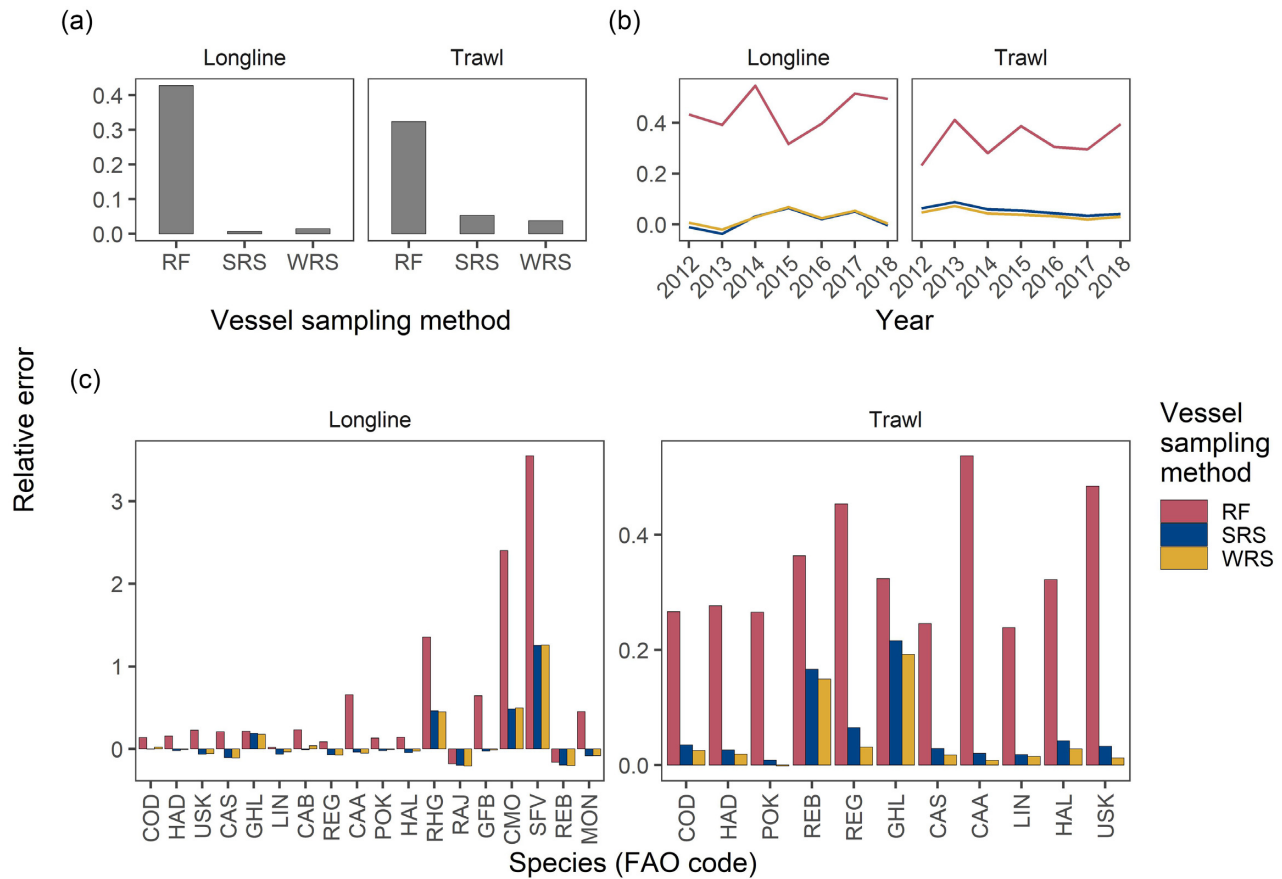 (a)
Longline
Trawl
0.4
0.3
0.2
0.1
0.0
RF
SRS
WRS
RF
SRS
WRS
Vessel sampling method
(b)
Longline
Trawl
0.4
0.2
0.0
2012
2013
2014
2015
2016
2017
2018
2012
2013
2014
2015
2016
2017
2018
Year
Relative error
(c)
Longline
Trawl
3
2
1
0
COD
HAD
USK
CAS
GHL
LIN
CAB
REG
CAA
POK
HAL
RHG
RAJ
GFB
CMO
SFV
REB
MON
0.4
0.2
0.0
COD
HAD
POK
REB
REG
GHL
CAS
CAA
LIN
HAL
USK
Species (FAO code)
Vessel
sampling
method
RF
SRS
WRS